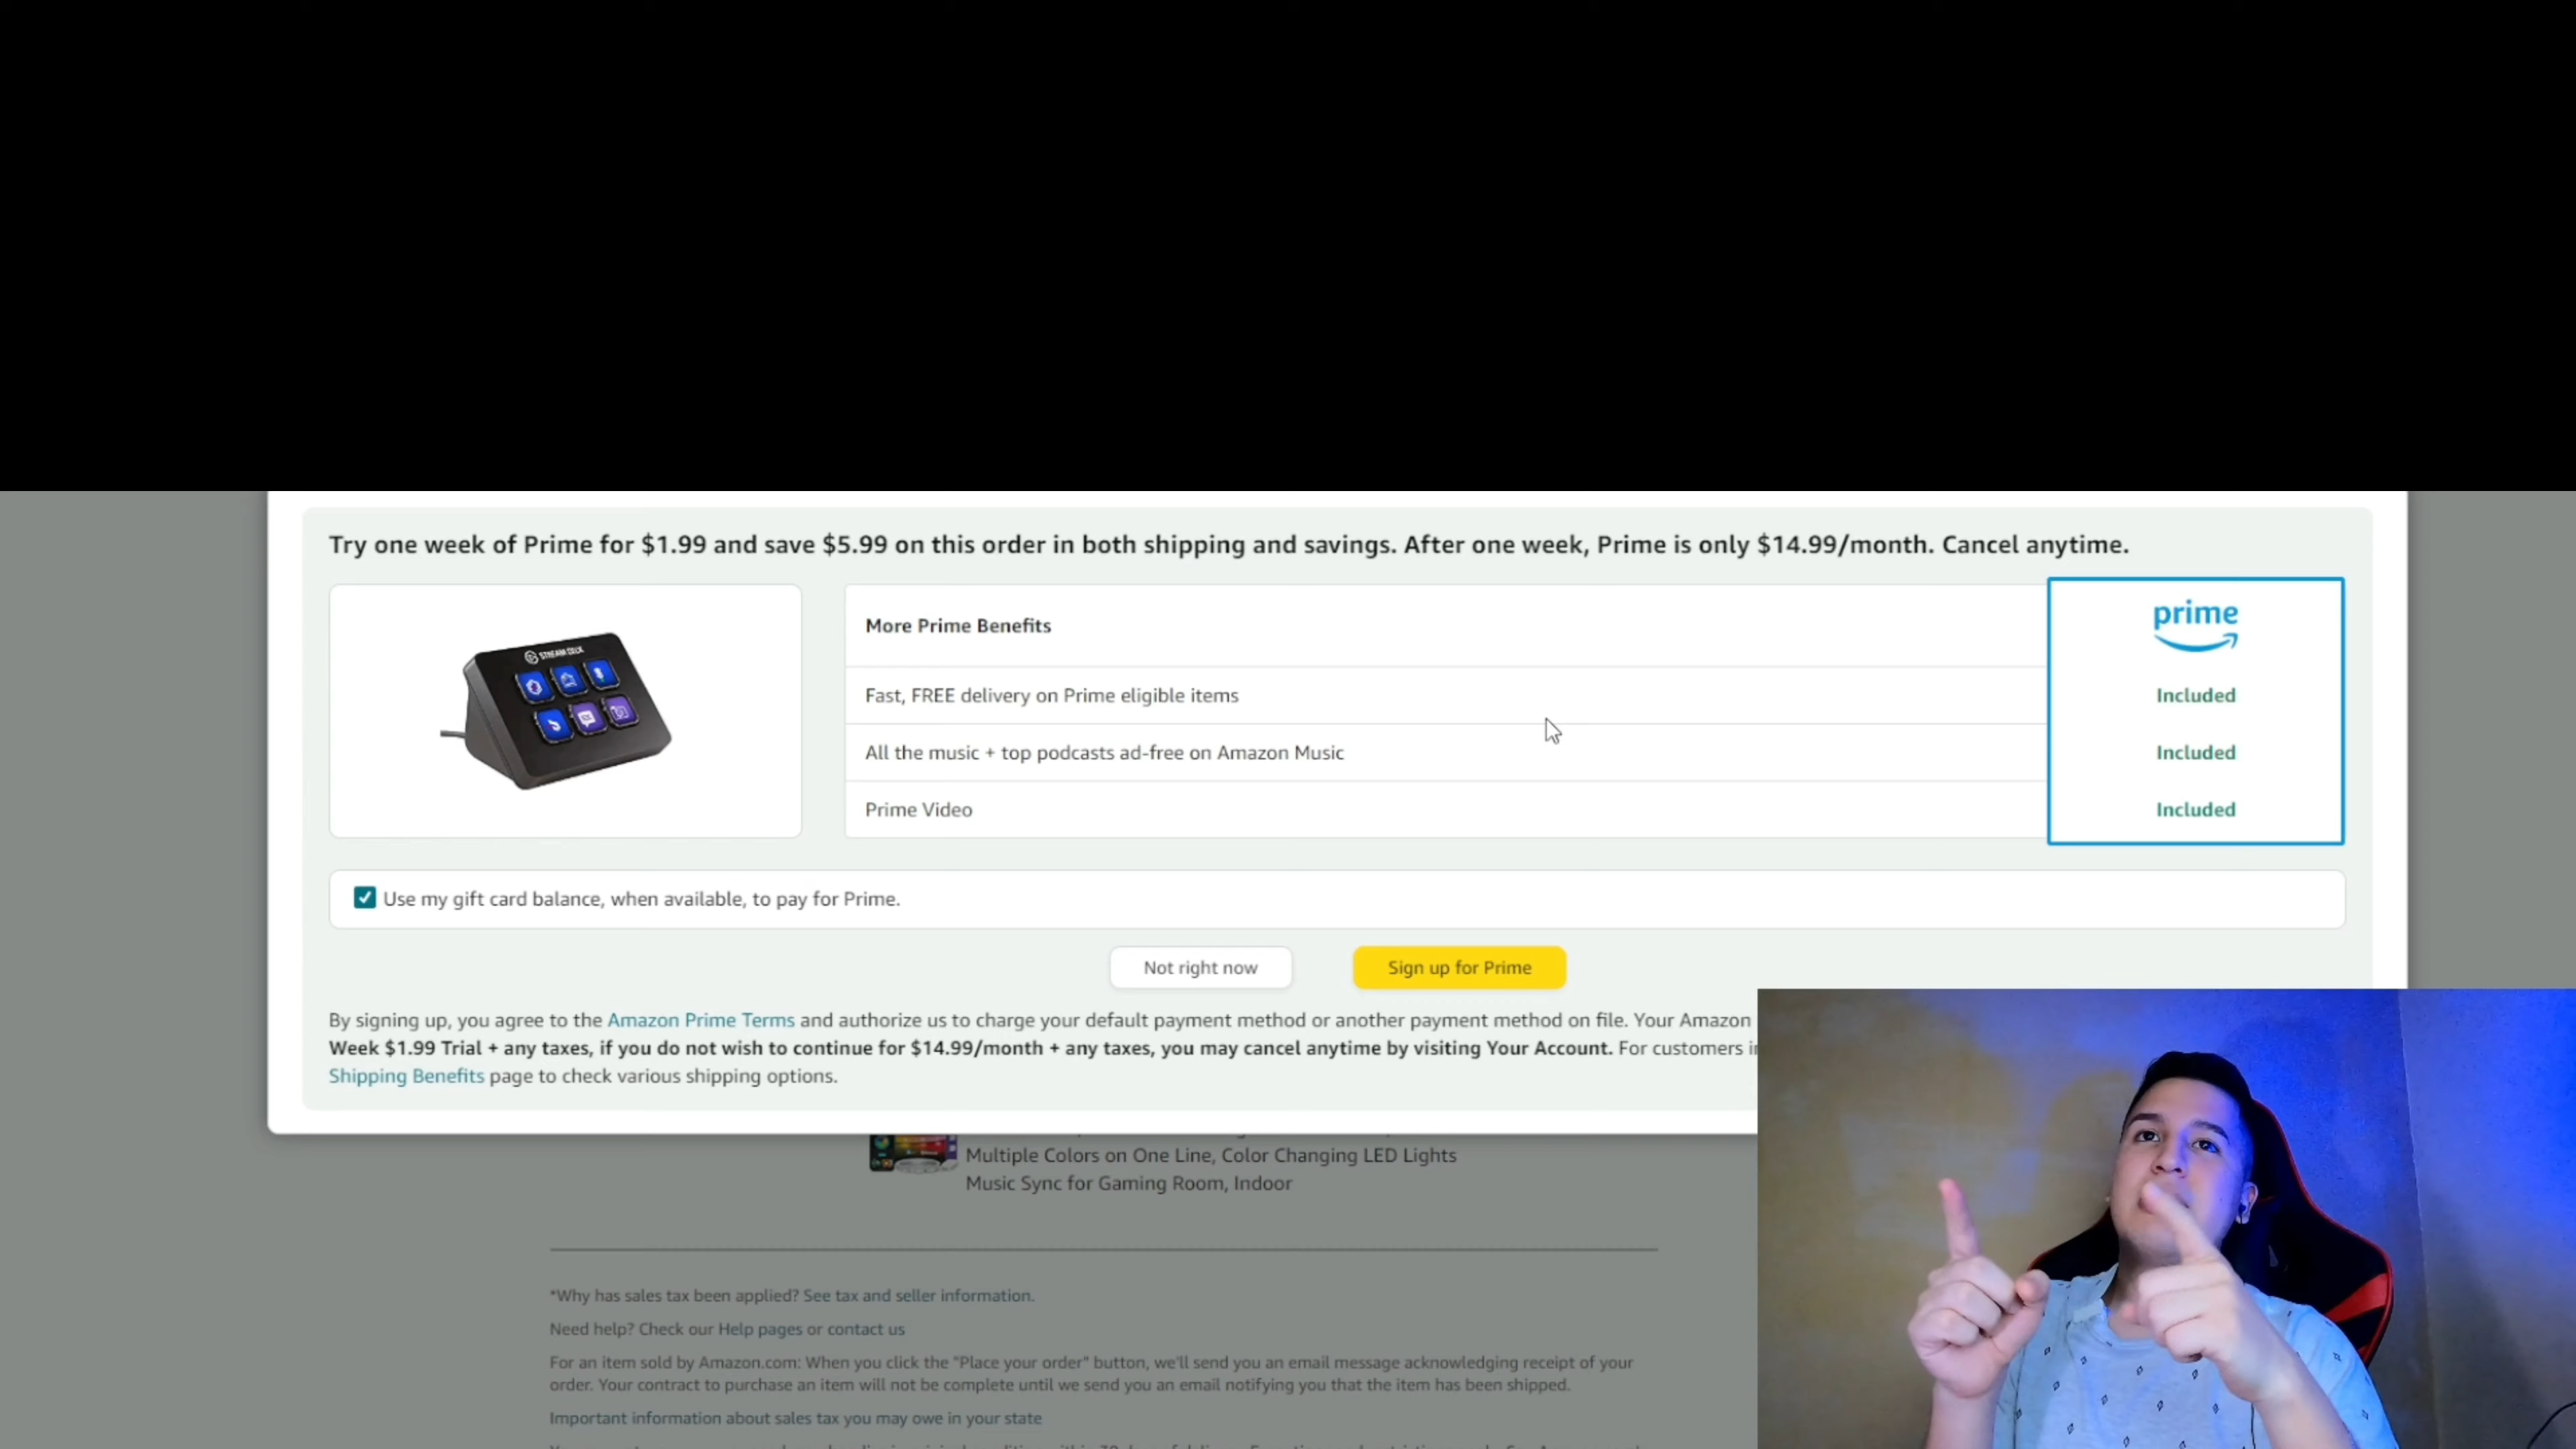 Try one week of Prime for $1.99 and save $5.99 on this order in both shipping and savings. After one week, Prime is only $14.99/month. Cancel anytime.
STREAM DECK
More Prime Benefits
prime
Fast, FREE delivery on Prime eligible items
Included
All the music + top podcasts ad-free on Amazon Music
Included
Prime Video
Included
Use my gift card balance, when available, to pay for Prime.
Not right now
Sign up for Prime
By signing up, you agree to the Amazon Prime Terms and authorize us to charge your default payment method or another payment method on file. Your Amazon
Week $1.99 Trial + any taxes, if you do not wish to continue for $14.99/month + any taxes, you may cancel anytime by visiting Your Account. For customers
Shipping Benefits page to check various shipping options.
Multiple Colors on One Line, Color Changing LED Lights
Music Sync for Gaming Room, Indoor
*Why has sales tax been applied? See tax and seller information.
Need help? Check our Help pages or contact us
For an item sold by Amazon.com: When you click the "Place your order" button, we'll send you an email message acknowledging receipt of your
order. Your contract to purchase an item will not be complete until we send you an email notifying you that the item has been shipped.
Important information about sales tax you may owe in your state